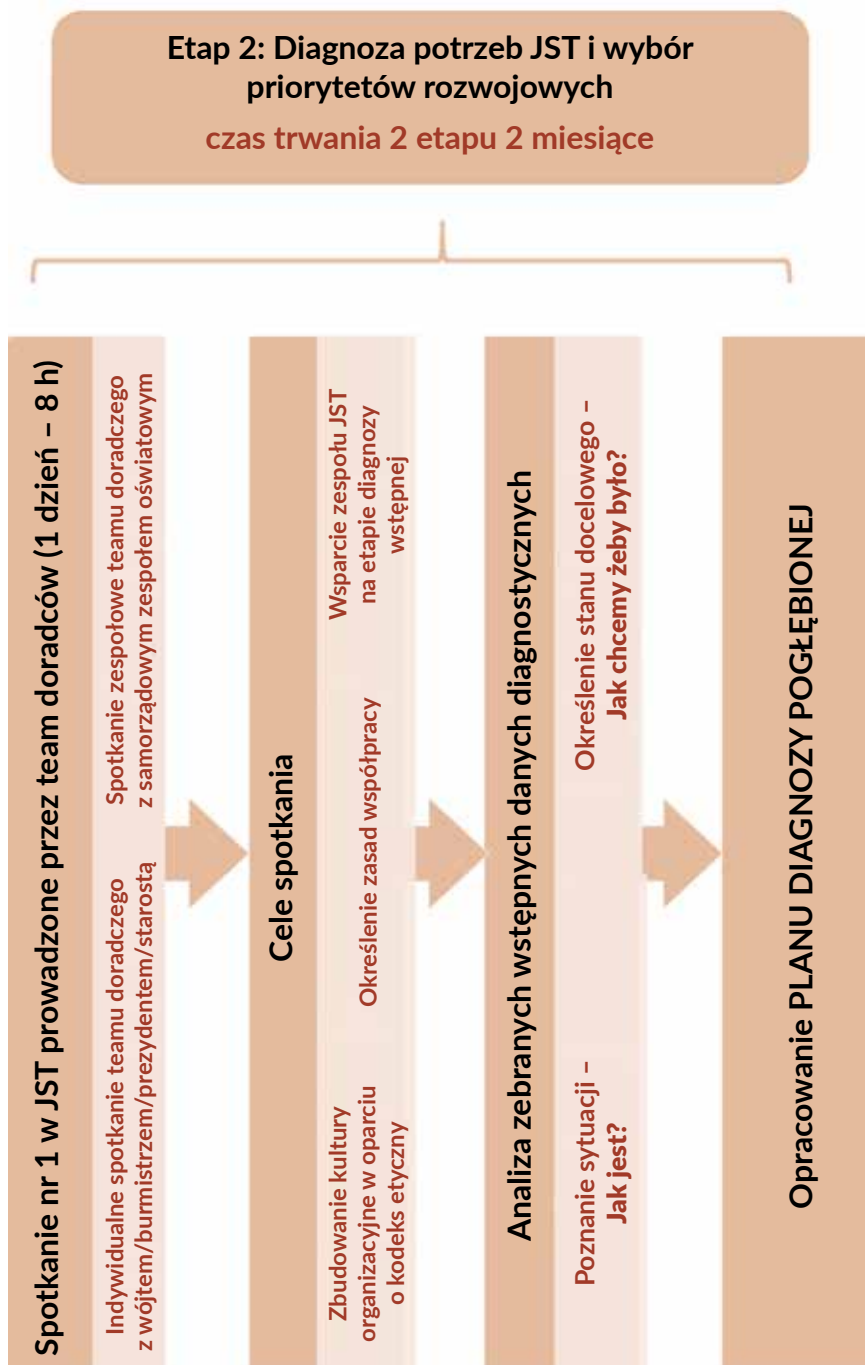 Etap 2: Diagnoza potrzeb JST i wybór
priorytetów rozwojowych
czas trwania 2 etapu 2 miesiące
Spotkanie nr 1 w JST prowadzone przez team doradców (1 dzień – 8 h)
Indywidualne spotkanie teamu doradczego
z wójtem/burmistrzem/prezydentem/starostą
Spotkanie zespołowe teamu doradczego
z samorządowym zespołem oświatowym
Cele spotkania
Zbudowanie kultury
organizacyjne w oparciu
o kodeks etyczny
Określenie zasad współpracy
Wsparcie zespołu JST
na etapie diagnozy
wstępnej
Analiza zebranych wstępnych danych diagnostycznych
Poznanie sytuacji –
Jak jest?
Określenie stanu docelowego –
Jak chcemy żeby było?
Opracowanie PLANU DIAGNOZY POGŁĘBIONEJ